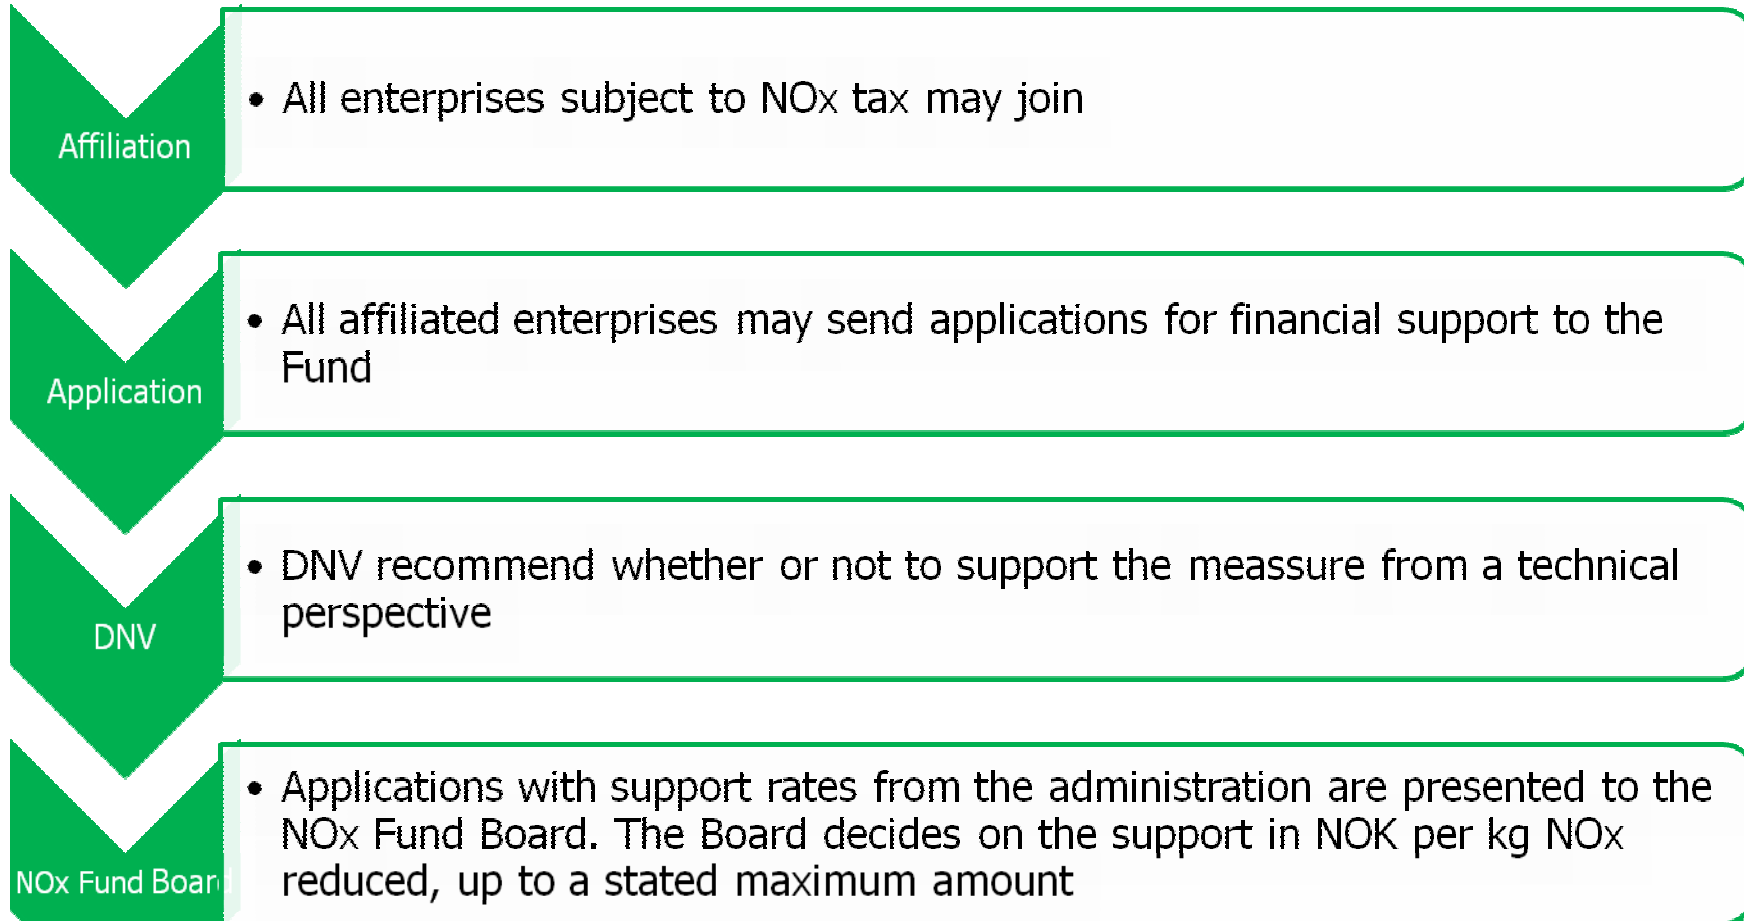 Affiliation
• All enterprises subject to NOx tax may join
Application
• All affiliated enterprises may send applications for financial support to the
Fund
DNV
• DNV recommend whether or not to support the meassure from a technical
perspective
NOx Fund Board
• Applications with support rates from the administration are presented to the
NOx Fund Board. The Board decides on the support in NOK per kg NOx
reduced, up to a stated maximum amount